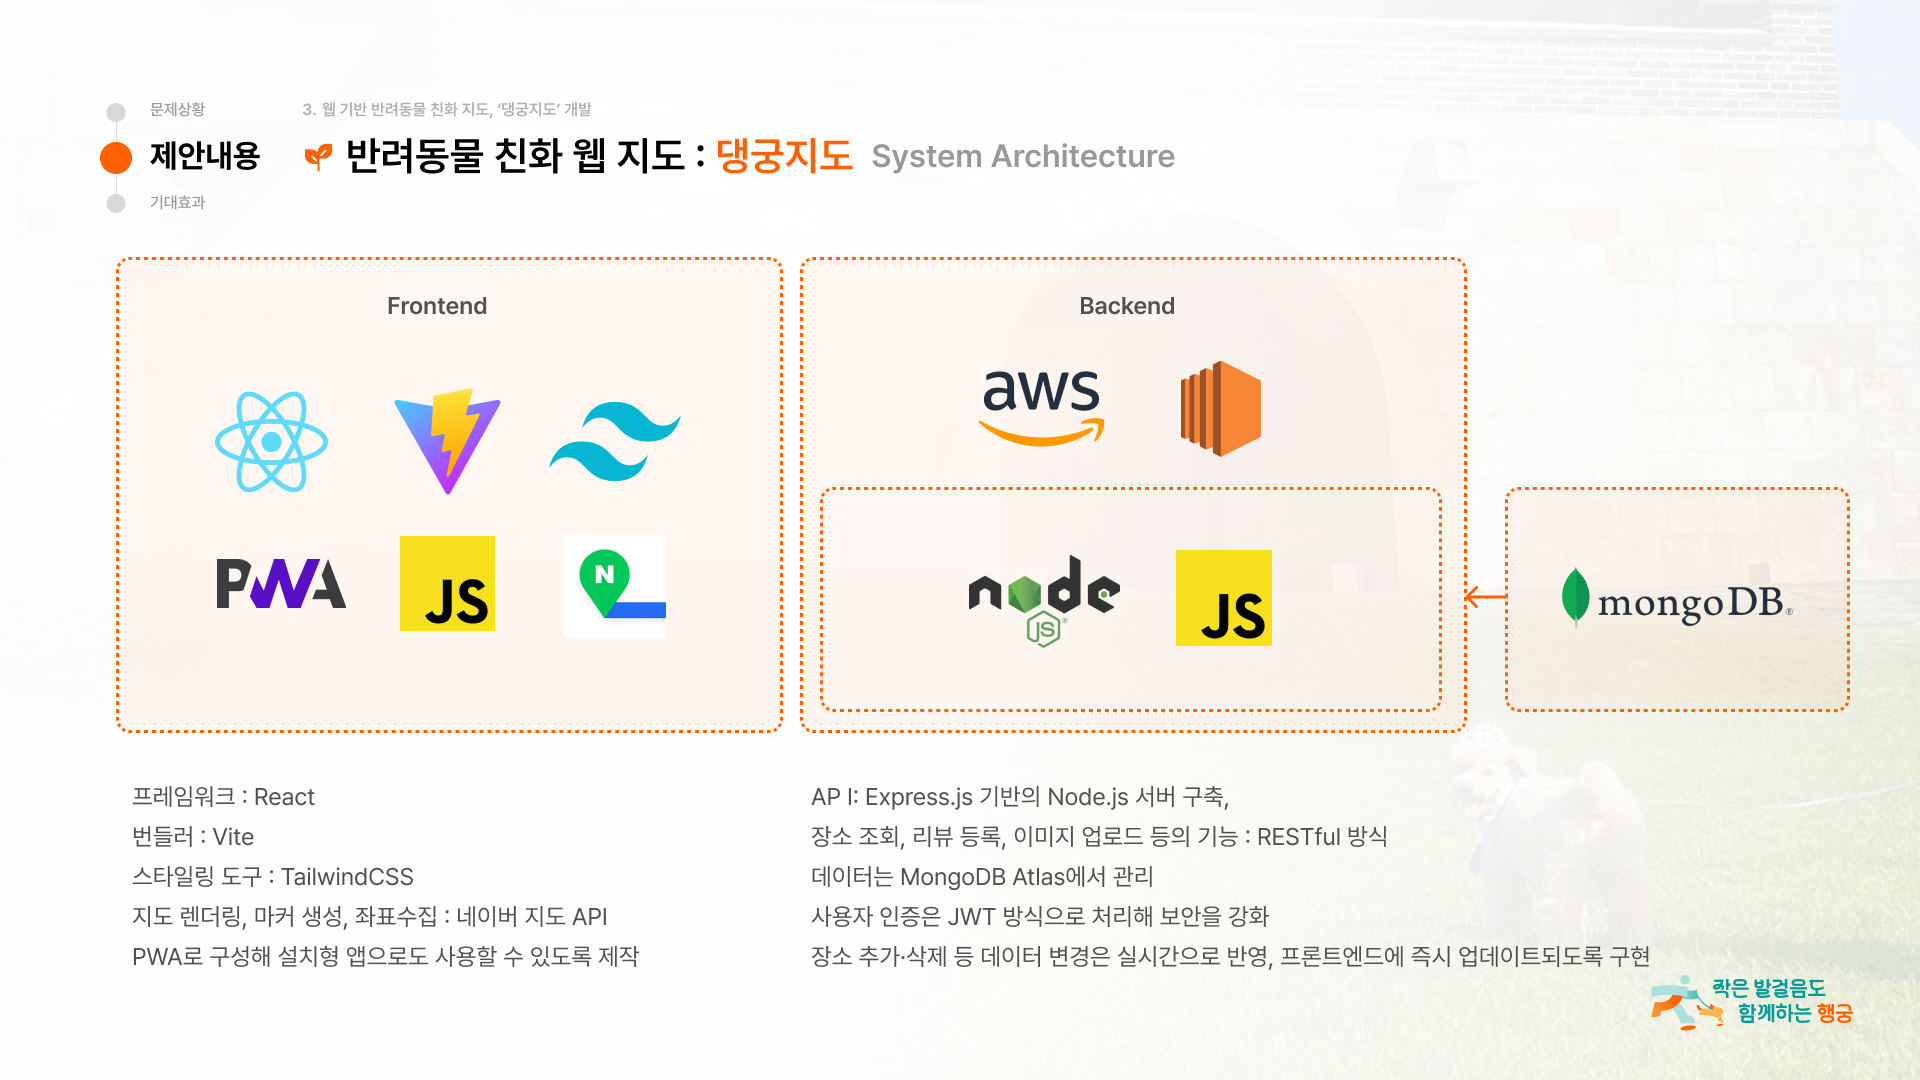 문제상황
제안내용
기대효과
3. 웹 기반 반려동물 친화 지도, ‘댕궁지도’ 개발
반려동물 친화 웹 지도 : 댕궁지도 System Architecture
Frontend
PWA
JS
N
Backend
aws
node
JS®
JS
mongoDB®
프레임워크 : React
번들러 : Vite
스타일링 도구 : TailwindCSS
지도 렌더링, 마커 생성, 좌표수집 : 네이버 지도 API
PWA로 구성해 설치형 앱으로도 사용할 수 있도록 제작
AP I: Express.js 기반의 Node.js 서버 구축,
장소 조회, 리뷰 등록, 이미지 업로드 등의 기능 : RESTful 방식
데이터는 MongoDB Atlas에서 관리
사용자 인증은 JWT 방식으로 처리해 보안을 강화
장소 추가·삭제 등 데이터 변경은 실시간으로 반영, 프론트엔드에 즉시 업데이트되도록 구현
작은 발걸음도
함께하는 행궁